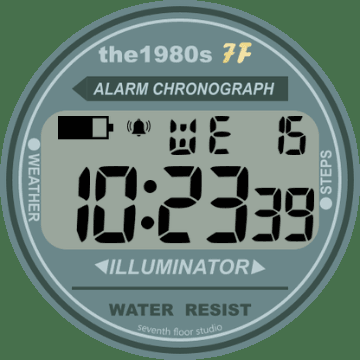 the1980s 7F
ALARM CHRONOGRAPH
WE 15
WEATHER
10:23 39
STEPS
ILLUMINATOR
WATER RESIST
seventh floor studio